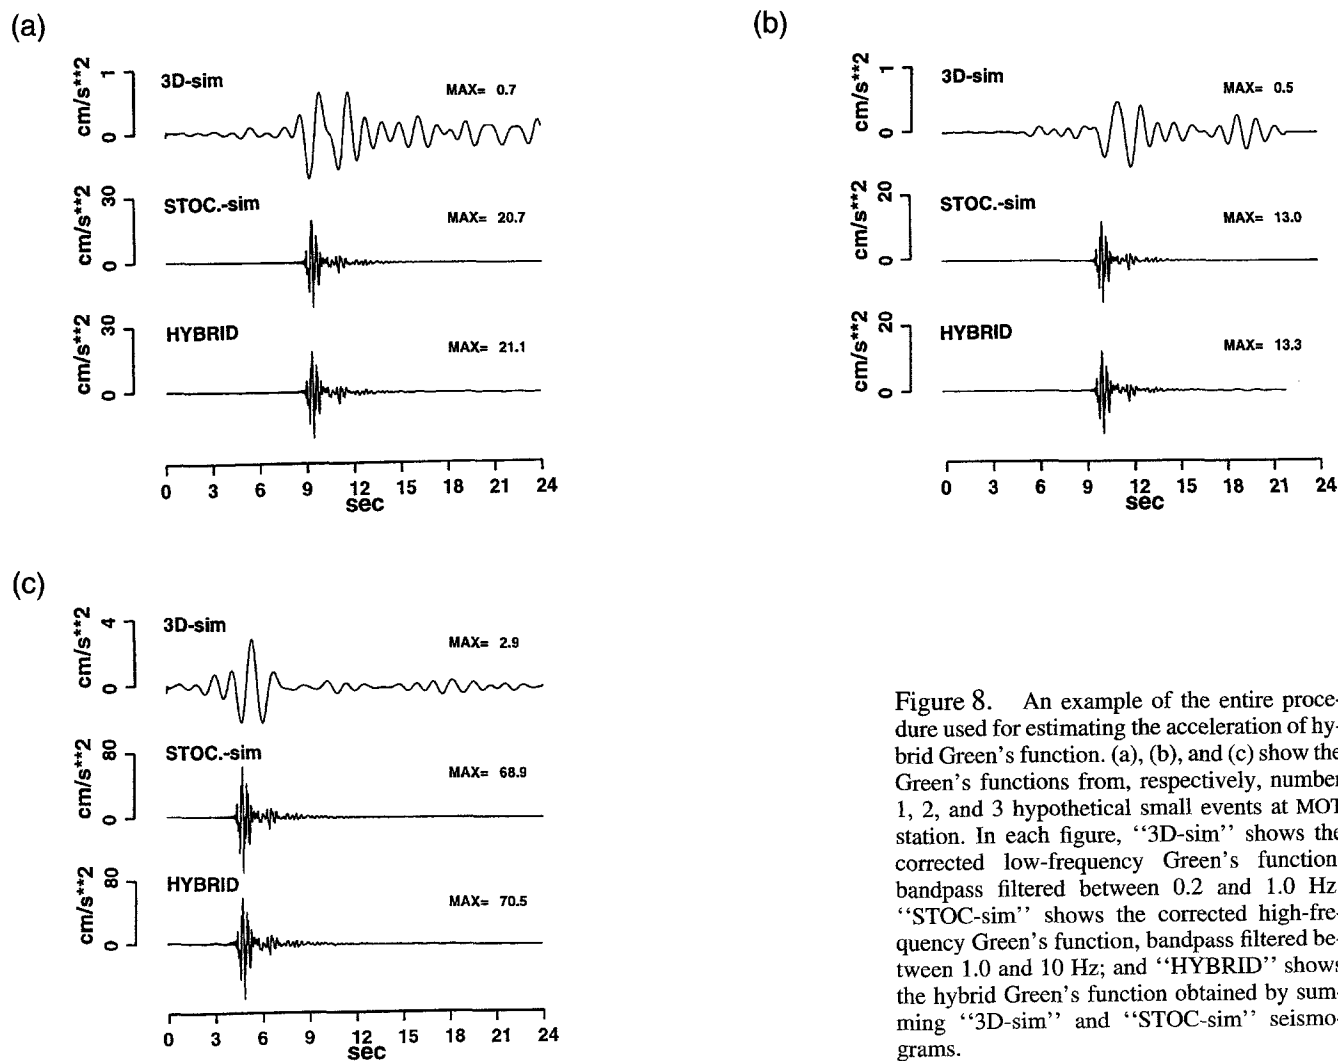 (a)
cm/s**2
0 1
3D-sim
MAX= 0.7
cm/s**2
0 30
STOC.-sim
MAX= 20.7
cm/s**2
0 30
HYBRID
MAX= 21.1
0 3 6 9 12 15 18 21 24
sec
(b)
cm/s**2
0 1
3D-sim
MAX= 0.5
cm/s**2
0 20
STOC.-sim
MAX= 13.0
cm/s**2
0 20
HYBRID
MAX= 13.3
0 3 6 9 12 15 18 21 24
sec
(c)
cm/s**2
0 4
3D-sim
MAX= 2.9
cm/s**2
0 80
STOC.-sim
MAX= 68.9
cm/s**2
0 80
HYBRID
MAX= 70.5
0 3 6 9 12 15 18 21 24
sec
Figure 8. An example of the entire proce-
dure used for estimating the acceleration of hy-
brid Green's function. (a), (b), and (c) show the
Green's functions from, respectively, number
1, 2, and 3 hypothetical small events at MOT
station. In each figure, ‘‘3D-sim’’ shows the
corrected low-frequency Green's function
bandpass filtered between 0.2 and 1.0 Hz
‘‘STOC-sim’’ shows the corrected high-fre-
quency Green's function, bandpass filtered be-
tween 1.0 and 10 Hz; and ‘‘HYBRID’’ shows
the hybrid Green's function obtained by sum-
ming ‘‘3D-sim’’ and ‘‘STOC-sim’’ seismo-
grams.